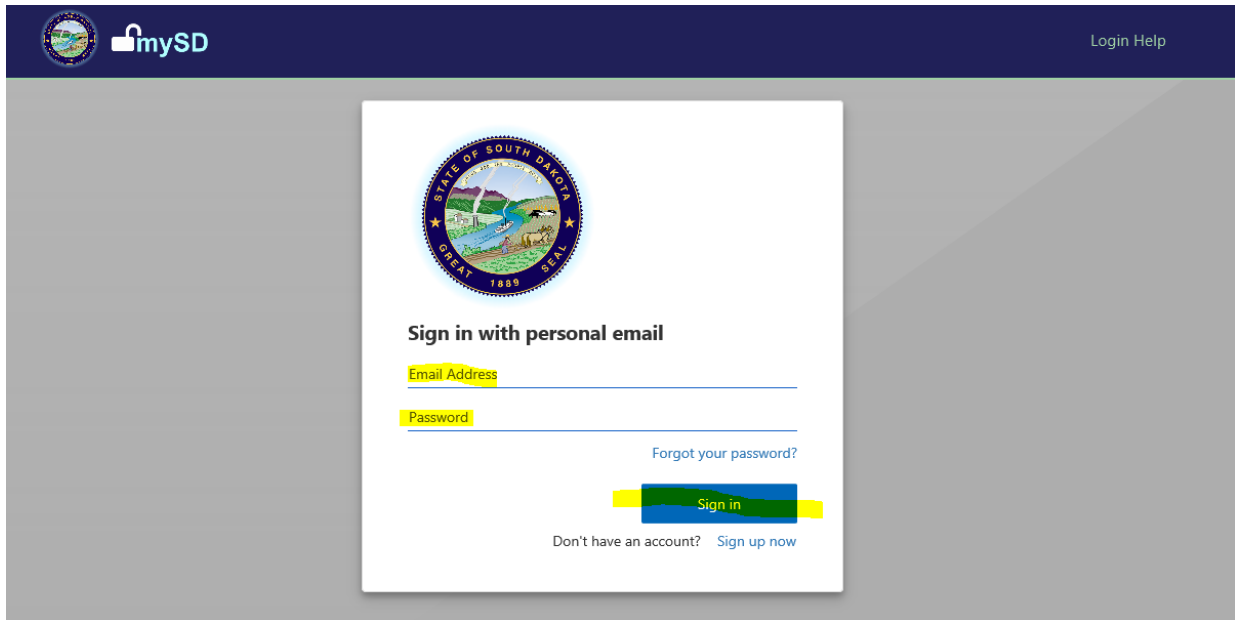 mySD
Login Help
STATE OF SOUTH DAKOTA
GREAT SEAL
1889
Sign in with personal email
Email Address
Password
Forgot your password?
Sign in
Don't have an account? Sign up now